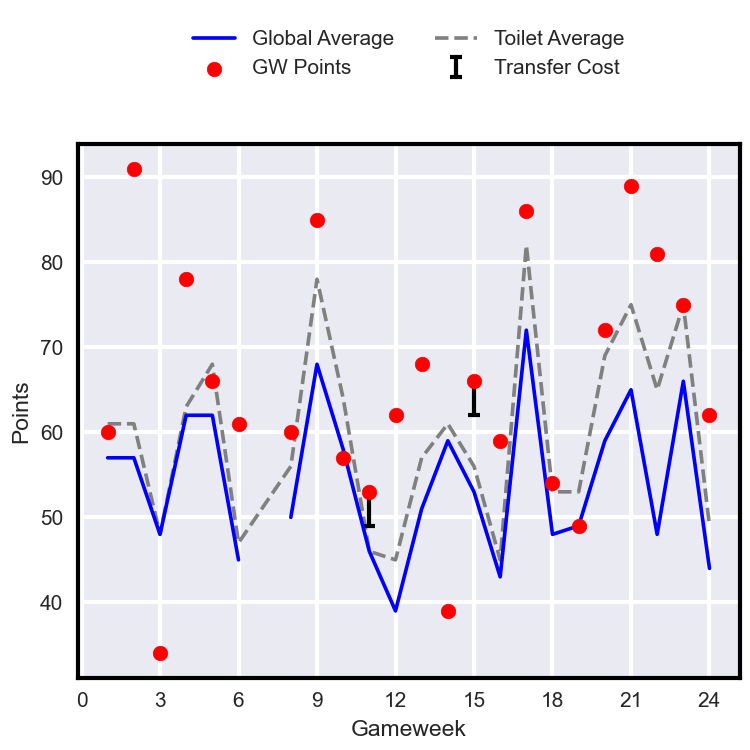 Global Average
Toilet Average
GW Points
Transfer Cost
90
80
70
60
50
40
Points
0 3 6 9 12 15 18 21 24
Gameweek